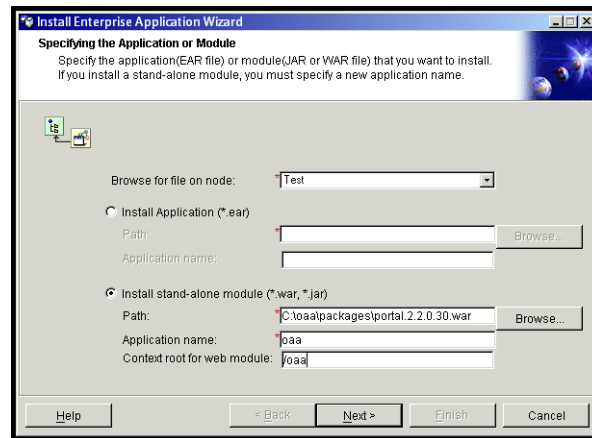 Install Enterprise Application Wizard
Specifying the Application or Module
Specify the application(EAR file) or module(JAR or WAR file) that you want to install.
If you install a stand-alone module, you must specify a new application name.
Browse for file on node: *Test
Install Application (*.ear)
Path: * Browse...
Application name:
Install stand-alone module (*.war, *.jar)
Path: *C:\oaa\packages\portal.2.2.0.30.war Browse...
Application name: *oaa
Context root for web module: /oaa
Help < Back Next > Finish Cancel